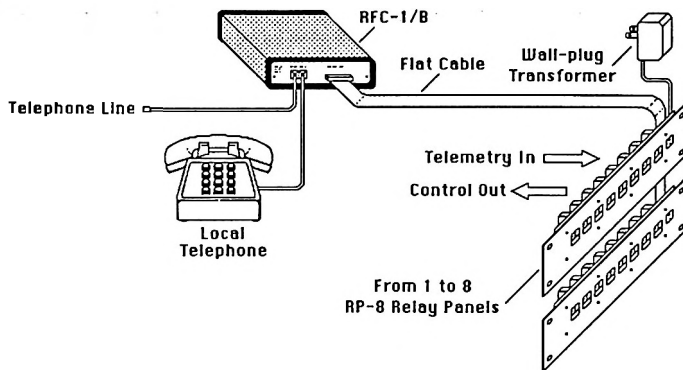 RFC-1/B
Wall-plug
Transformer
Flat Cable
Telephone Line
Telemetry In
Control Out
Local
Telephone
From 1 to 8
RP-8 Relay Panels